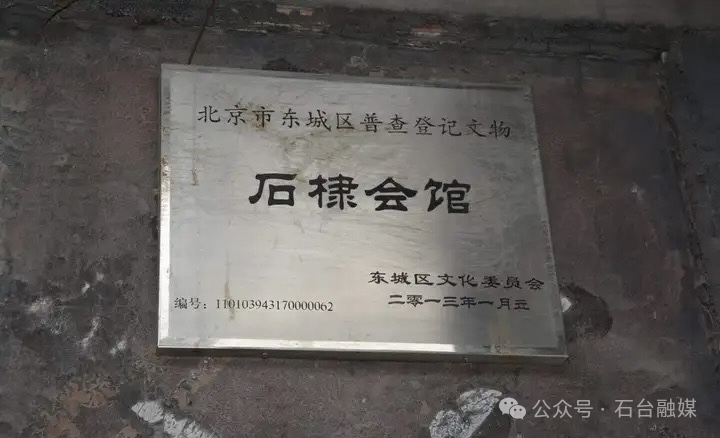 北京市东城区普查登记文物
石棣会馆
东城区文化委员会
编号：110103943170000062
二零一三年一月立
公众号 · 石台融媒